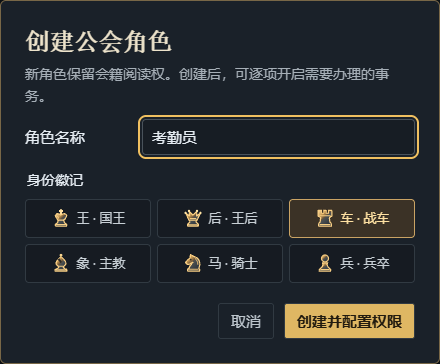 创建公会角色
新角色保留会籍阅读权。创建后，可逐项开启需要办理的事
务。
角色名称
考勤员
身份徽记
王·国王
后·王后
车·战车
象·主教
马·骑士
兵·兵卒
取消
创建并配置权限